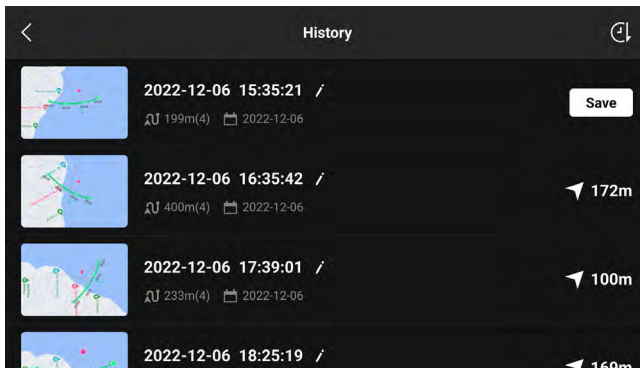 History
2022-12-06 15:35:21
Save
199m(4) 2022-12-06
2022-12-06 16:35:42
172m
400m(4) 2022-12-06
2022-12-06 17:39:01
100m
233m(4) 2022-12-06
2022-12-06 18:25:19
169m